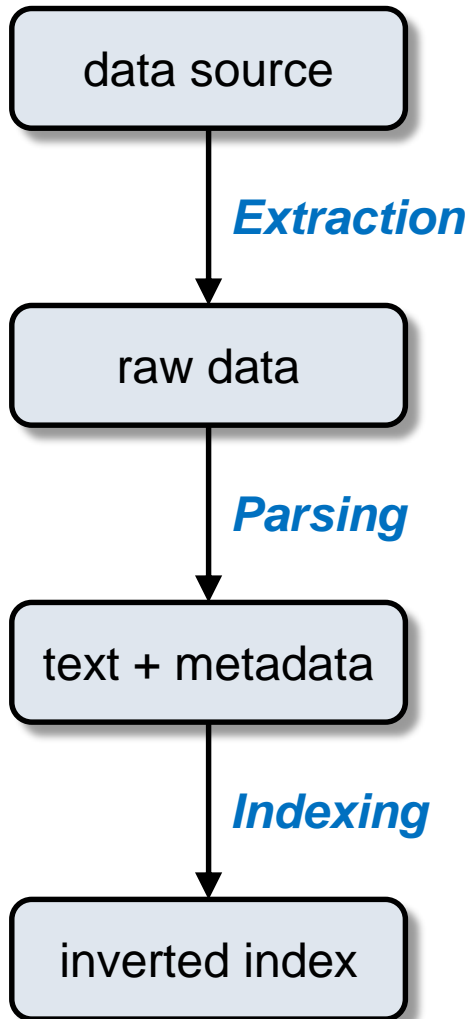 data source
Extraction
raw data
Parsing
text + metadata
Indexing
inverted index